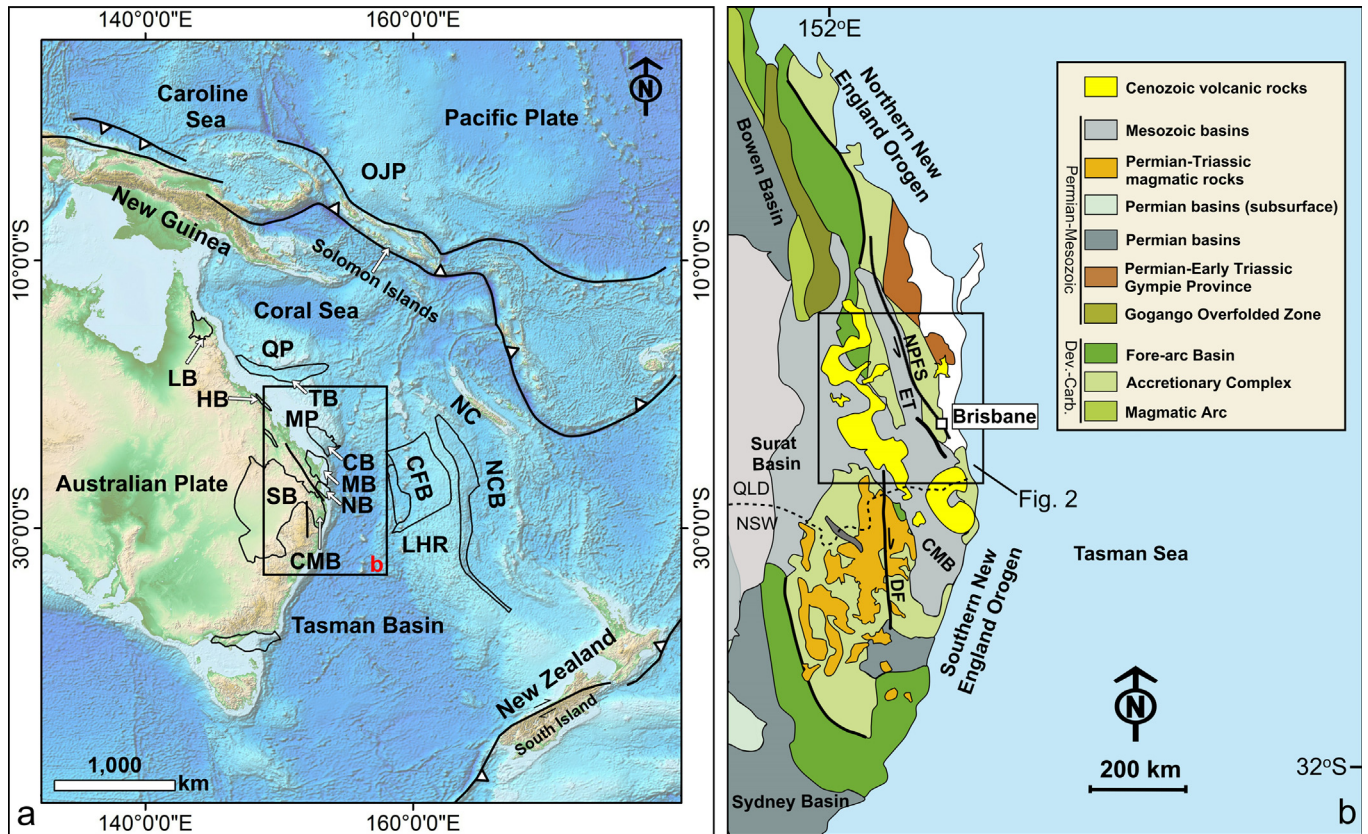 140°0'0"E
160°0'0"E
Caroline
Sea
N
Pacific Plate
OJP
New Guinea
Solomon Islands
10°0'0"S
10°0'0"S
Coral Sea
QP
LB
HB
TB
MP
NC
CB
MB
NB
CFB
NCB
Australian Plate
SB
30°0'0"S
30°0'0"S
LHR
CMB
b
Tasman Basin
New Zealand
South Island
1,000
km
a
140°0'0"E
160°0'0"E
b
152°E
Northern New
England Orogen
Bowen Basin
Cenozoic volcanic rocks
Permian-Mesozoic
Mesozoic basins
Permian-Triassic
magmatic rocks
Permian basins (subsurface)
Permian basins
Permian-Early Triassic
Gympie Province
Gogango Overfolded Zone
Dev.-Carb.
Fore-arc Basin
Accretionary Complex
Magmatic Arc
NPFS
ET
Brisbane
Surat
Basin
QLD
NSW
Fig. 2
CMB
DF
Tasman Sea
Southern New
England Orogen
N
200 km
32°S
Sydney Basin
b